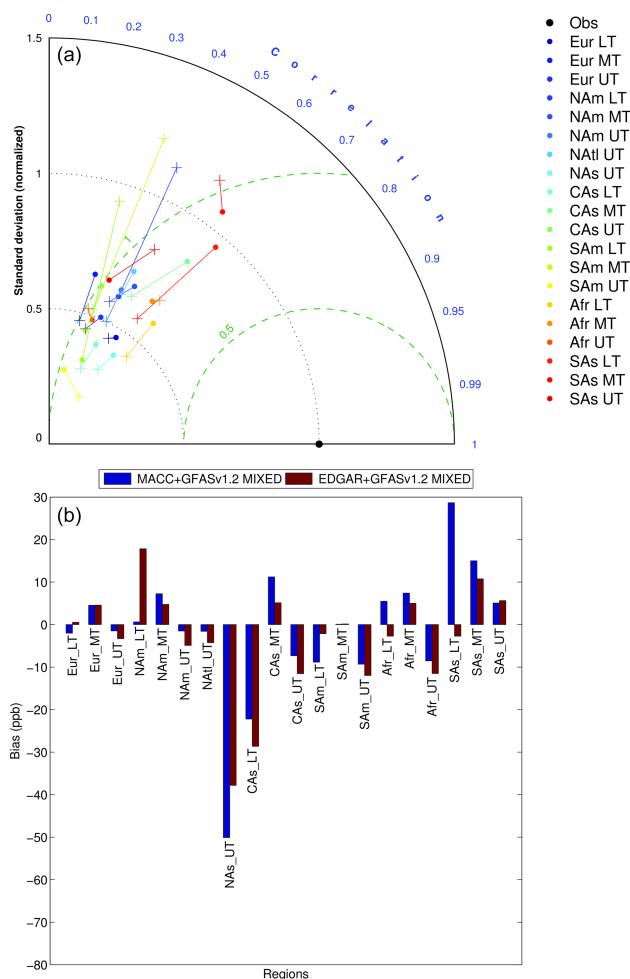 0
0.1
0.2
0.3
0.4
0.5
0.6
0.7
0.8
0.9
0.95
0.99
1
Correlation
(a)
1.5
1
0.5
0
Standard deviation (normalized)
1
0.5
Obs
Eur LT
Eur MT
Eur UT
NAm LT
NAm MT
NAm UT
NAtl UT
NAs UT
CAs LT
CAs MT
CAs UT
SAm LT
SAm MT
SAm UT
Afr LT
Afr MT
Afr UT
SAs LT
SAs MT
SAs UT
MACC+GFASv1.2 MIXED
EDGAR+GFASv1.2 MIXED
(b)
30
20
10
0
−10
−20
−30
−40
−50
−60
−70
−80
Bias (ppb)
Eur_LT
Eur_MT
Eur_UT
NAm_LT
NAm_MT
NAm_UT
NAtl_UT
NAs_UT
CAs_LT
CAs_MT
CAs_UT
SAm_LT
SAm_MT
SAm_UT
Afr_LT
Afr_MT
Afr_UT
SAs_LT
SAs_MT
SAs_UT
Regions